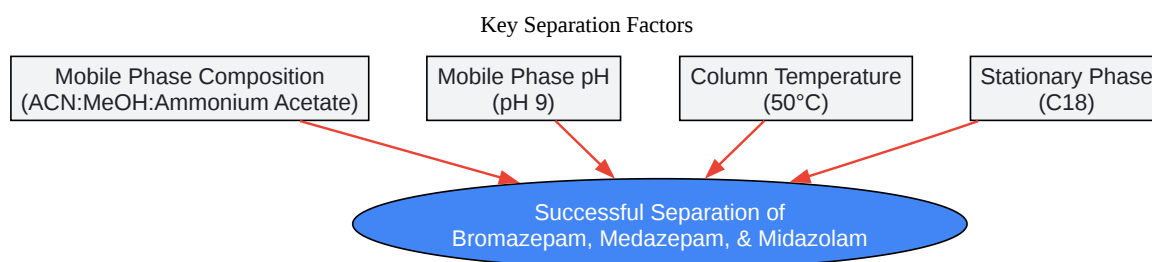 Key Separation Factors
Mobile Phase Composition
(ACN:MeOH:Ammonium Acetate)
Mobile Phase pH
(pH 9)
Column Temperature
(50°C)
Stationary Phase
(C18)
Successful Separation of
Bromazepam, Medazepam, & Midazolam